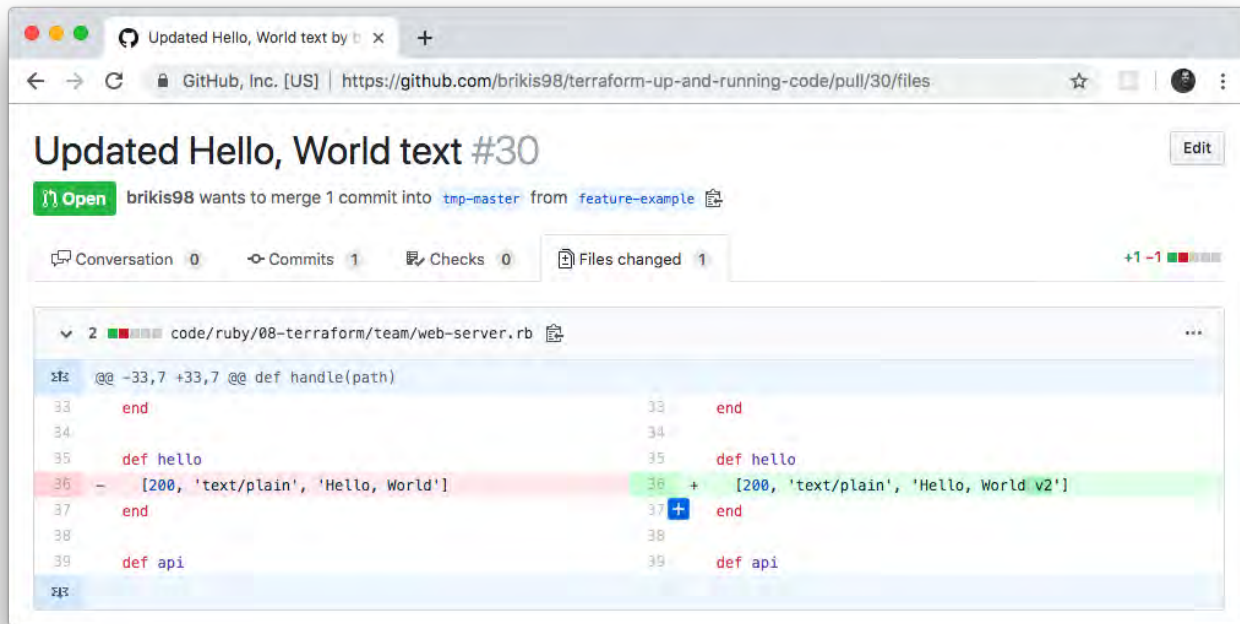 Updated Hello, World text by b
GitHub, Inc. [US] | https://github.com/brikis98/terraform-up-and-running-code/pull/30/files
Updated Hello, World text #30
Edit
Open brikis98 wants to merge 1 commit into tmp-master from feature-example
Conversation 0 Commits 1 Checks 0 Files changed 1 +1 −1
2 code/ruby/08-terraform/team/web-server.rb
@@ -33,7 +33,7 @@ def handle(path)
33 end 33 end
34 34
35 def hello 35 def hello
36 - [200, 'text/plain', 'Hello, World'] 36 + [200, 'text/plain', 'Hello, World v2']
37 end 37 end
38 38
39 def api 39 def api